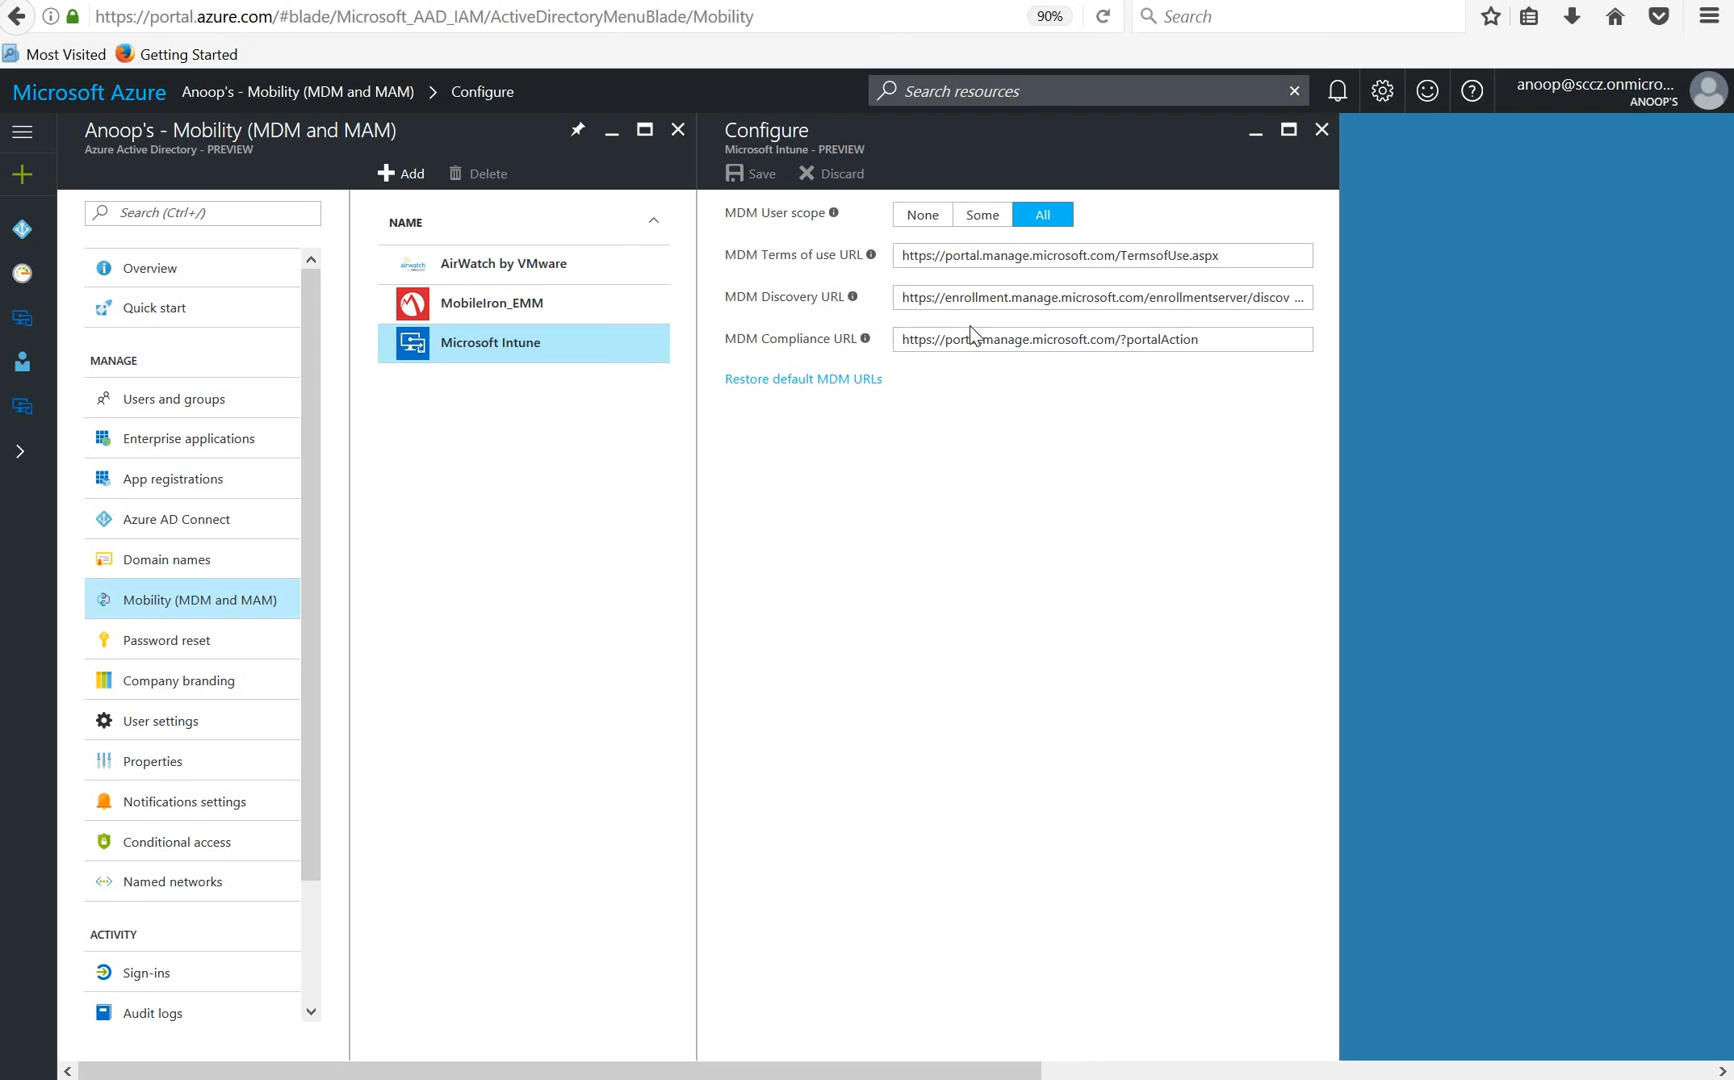 https://portal.azure.com/#blade/Microsoft_AAD_IAM/ActiveDirectoryMenuBlade/Mobility
90%
Search
Most Visited
Getting Started
Microsoft Azure
Anoop's - Mobility (MDM and MAM) > Configure
Search resources
anoop@sccz.onmicro...
ANOOP'S
Anoop's - Mobility (MDM and MAM)
Azure Active Directory - PREVIEW
Add
Delete
Search (Ctrl+/)
Overview
Quick start
MANAGE
Users and groups
Enterprise applications
App registrations
Azure AD Connect
Domain names
Mobility (MDM and MAM)
Password reset
Company branding
User settings
Properties
Notifications settings
Conditional access
Named networks
ACTIVITY
Sign-ins
Audit logs
NAME
airwatch
AirWatch by VMware
MobileIron_EMM
Microsoft Intune
Configure
Microsoft Intune - PREVIEW
Save
Discard
MDM User scope
None
Some
All
MDM Terms of use URL
https://portal.manage.microsoft.com/TermsofUse.aspx
MDM Discovery URL
https://enrollment.manage.microsoft.com/enrollmentserver/discov ...
MDM Compliance URL
https://portal.manage.microsoft.com/?portalAction
Restore default MDM URLs